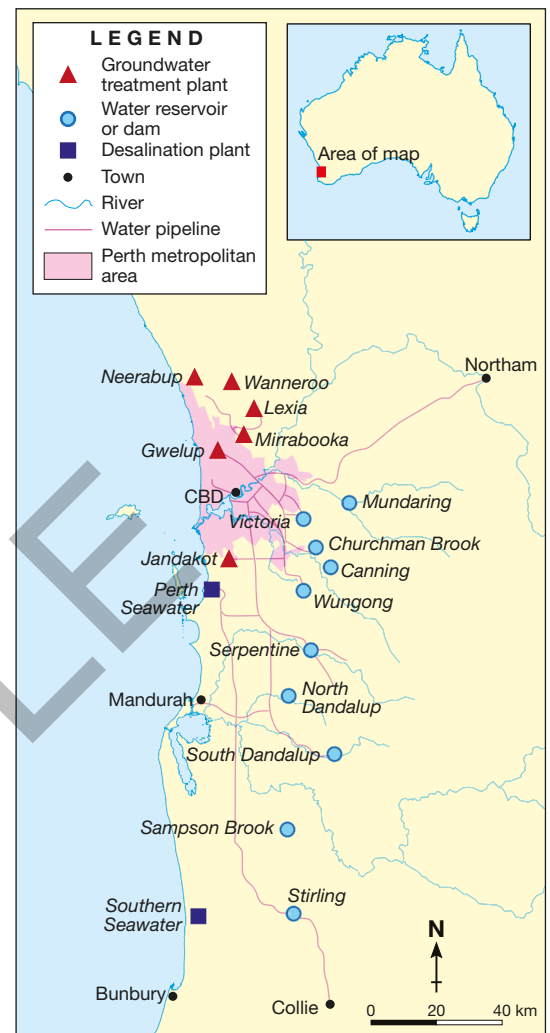 LEGEND
Groundwater
treatment plant
Water reservoir
or dam
Desalination plant
Town
River
Water pipeline
Perth metropolitan
area
Area of map
Northam
Neerabup
Wanneroo
Lexia
Mirrabooka
Gwelup
CBD
Mundaring
Victoria
Churchman Brook
Jandakot
Canning
Perth
Seawater
Wungong
Serpentine
Mandurah
North
Dandalup
South Dandalup
Sampson Brook
Southern
Seawater
Stirling
N
Bunbury
Collie
0 20 40 km
LE